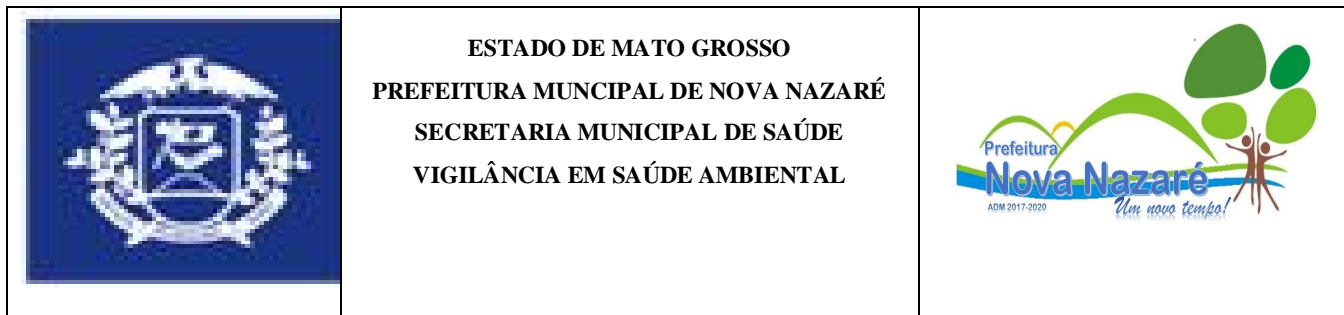 ESTADO DE MATO GROSSO
PREFEITURA MUNCIPAL DE NOVA NAZARÉ
SECRETARIA MUNICIPAL DE SAÚDE
VIGILÂNCIA EM SAÚDE AMBIENTAL
Prefeitura
Nova Nazaré
ADM 2017-2020
Um novo tempo!